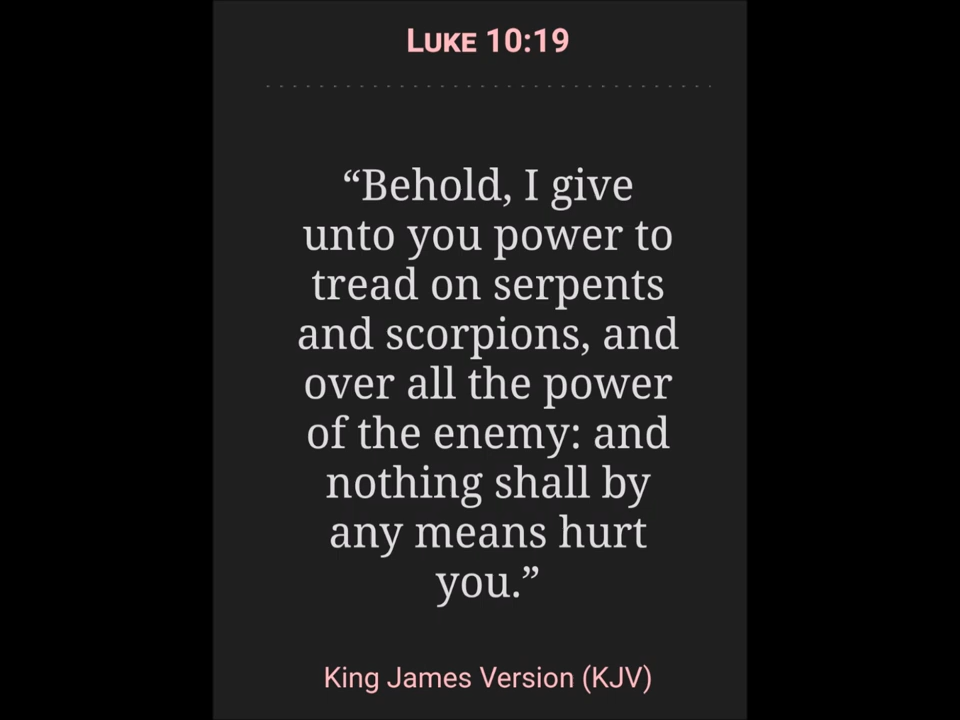 LUKE 10:19
“Behold, I give
unto you power to
tread on serpents
and scorpions, and
over all the power
of the enemy: and
nothing shall by
any means hurt
you.”
King James Version (KJV)